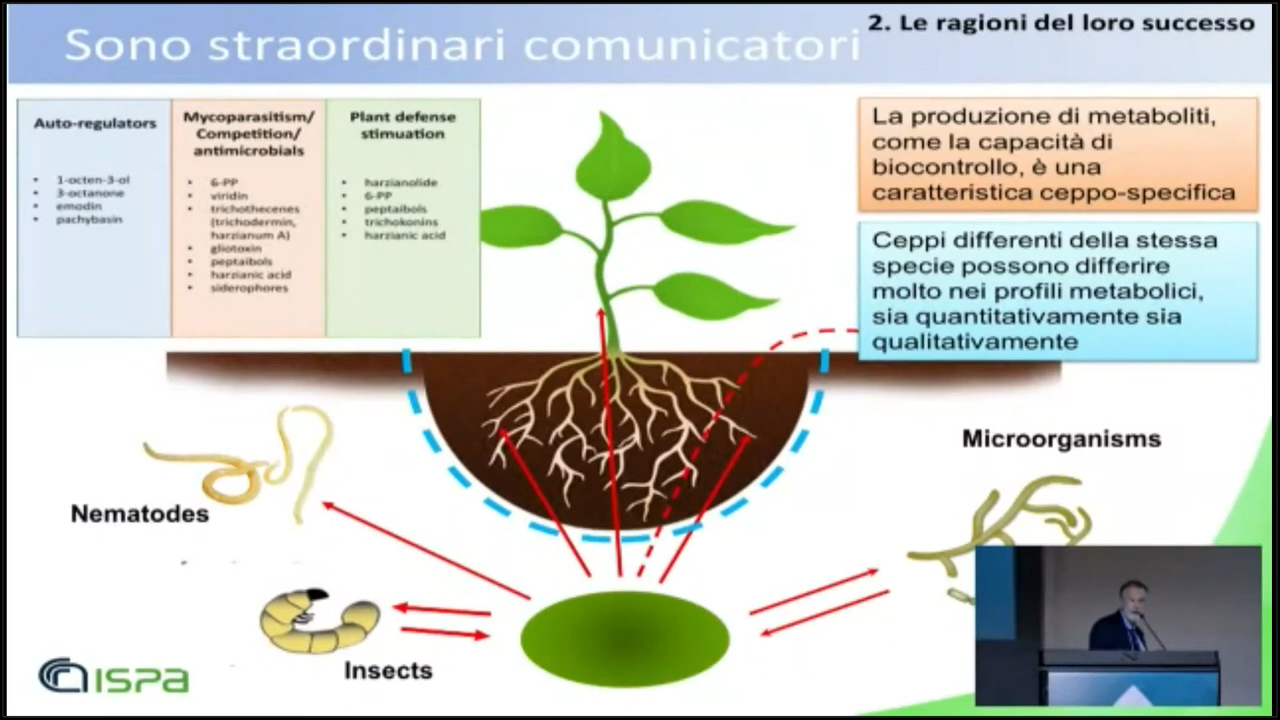 Sono straordinari comunicatori
2. Le ragioni del loro successo
Auto-regulators
1-octen-3-ol
3-octanone
emodin
pachybasin
Mycoparasitism/
Competition/
antimicrobials
6-PP
viridin
trichothecenes
(trichodermin,
harzianum A)
gliotoxin
peptaibols
harzianic acid
siderophores
Plant defense
stimuation
harzianolide
6-PP
peptaibols
trichokonins
harzianic acid
La produzione di metaboliti,
come la capacità di
biocontrollo, è una
caratteristica ceppo-specifica
Ceppi differenti della stessa
specie possono differire
molto nei profili metabolici,
sia quantitativamente sia
qualitativamente
Microorganisms
Nematodes
Insects
ISPA